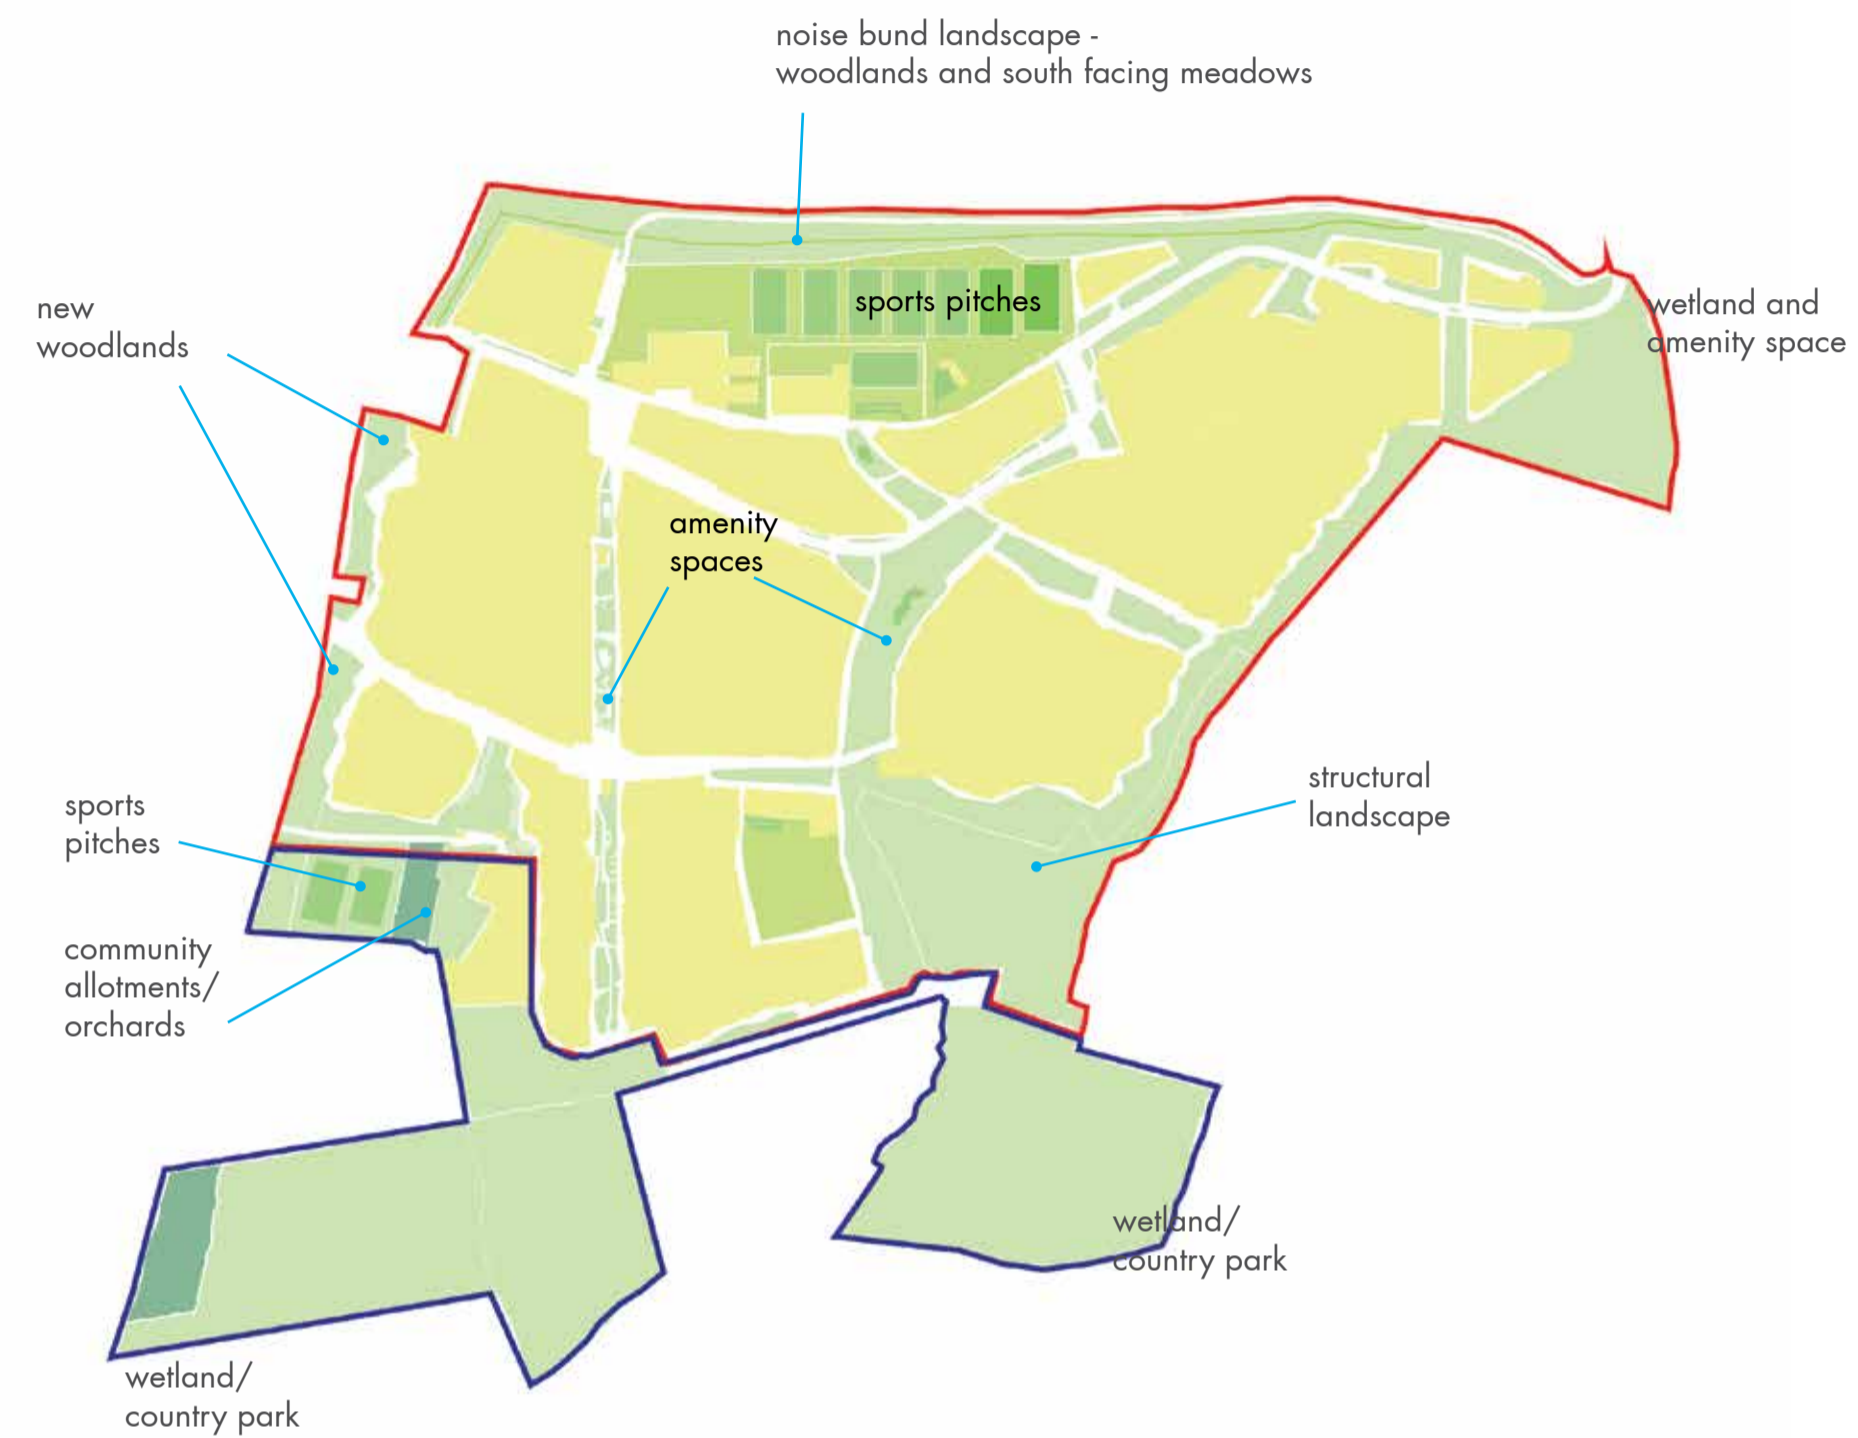 noise bund landscape -
woodlands and south facing meadows
new
woodlands
sports pitches
wetland and
amenity space
amenity
spaces
sports
pitches
structural
landscape
community
allotments/
orchards
wetland/
country park
wetland/
country park